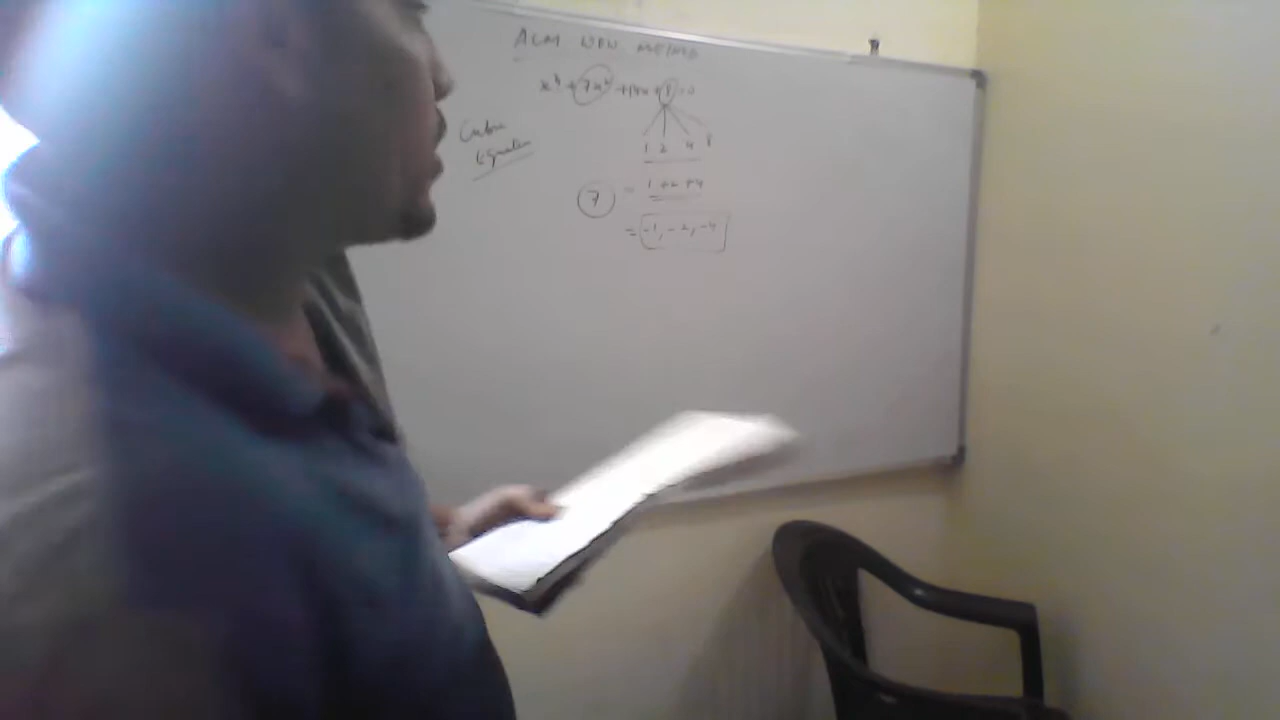 ALM NEW METHO
x³ + 7x² + 14x + 8 = 0
Cubic
Equation
1 2 4 8
7 = 1 + 2 + 4
= -1, -2, -4